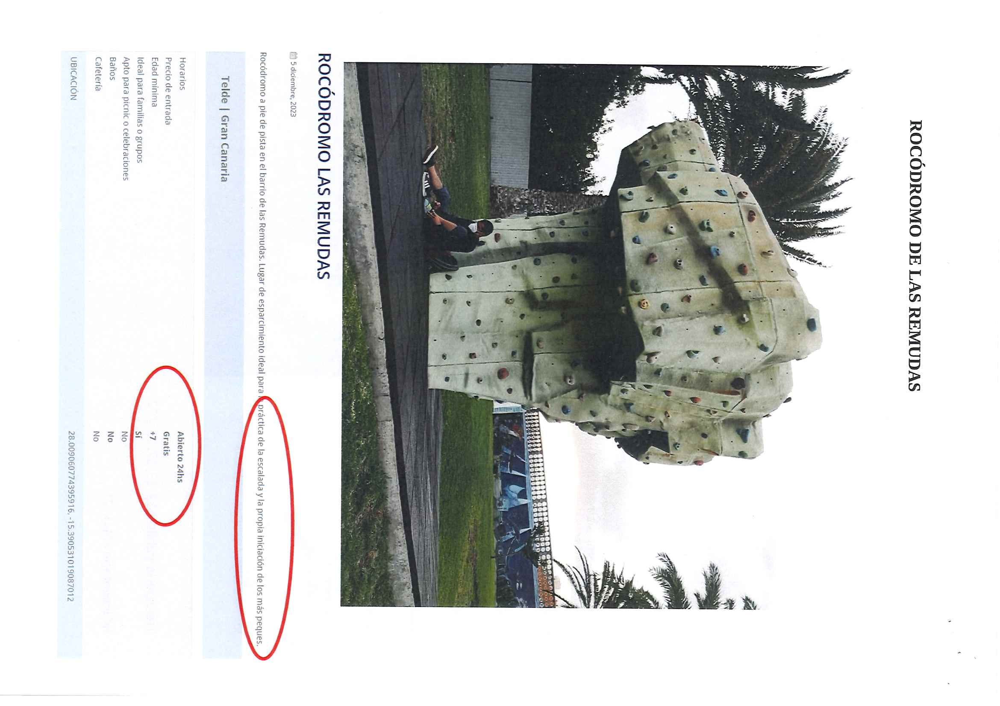 ROCÓDROMO DE LAS REMUDAS
ROCÓDROMO LAS REMUDAS
5 diciembre, 2023
Rocódromo a pie de pista en el barrio de las Remudas. Lugar de esparcimiento ideal para la práctica de la escalada y la propia iniciación de los más peques.
Telde | Gran Canaria
Horarios Abierto 24hs
Precio de entrada Gratis
Edad minima +7
Ideal para familias o grupos Sí
Apto para picnic o celebraciones No
Baños No
Cafetería No
UBICACIÓN 28.009060774395916, -15.390531019087012